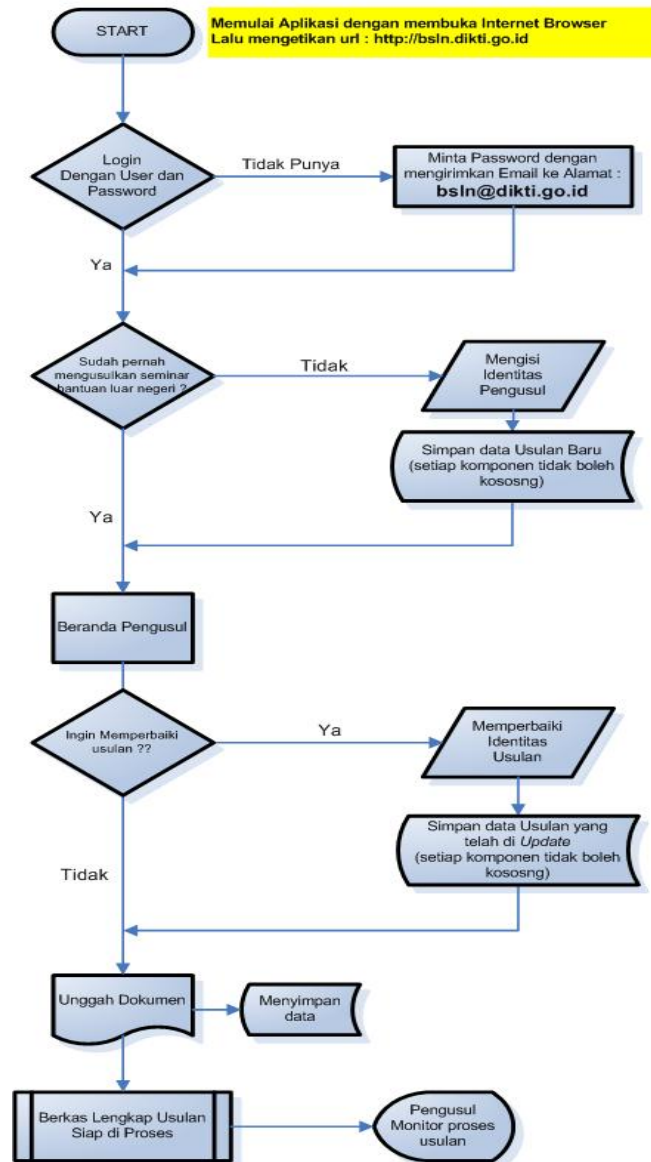 START
Memulai Aplikasi dengan membuka Internet Browser
Lalu mengetikan url : http://bsln.dikti.go.id
Login
Dengan User dan
Password
Tidak Punya
Minta Password dengan
mengirimkan Email ke Alamat :
bsln@dikti.go.id
Ya
Sudah pernah
mengusulkan seminar
bantuan luar negeri ?
Tidak
Mengisi
Identitas
Pengusul
Simpan data Usulan Baru
(setiap komponen tidak boleh
kososng)
Ya
Beranda Pengusul
Ingin Memperbaiki
usulan ??
Ya
Memperbaiki
Identitas
Usulan
Simpan data Usulan yang
telah di Update
(setiap komponen tidak boleh
kososng)
Tidak
Unggah Dokumen
Menyimpan
data
Berkas Lengkap Usulan
Siap di Proses
Pengusul
Monitor proses
usulan